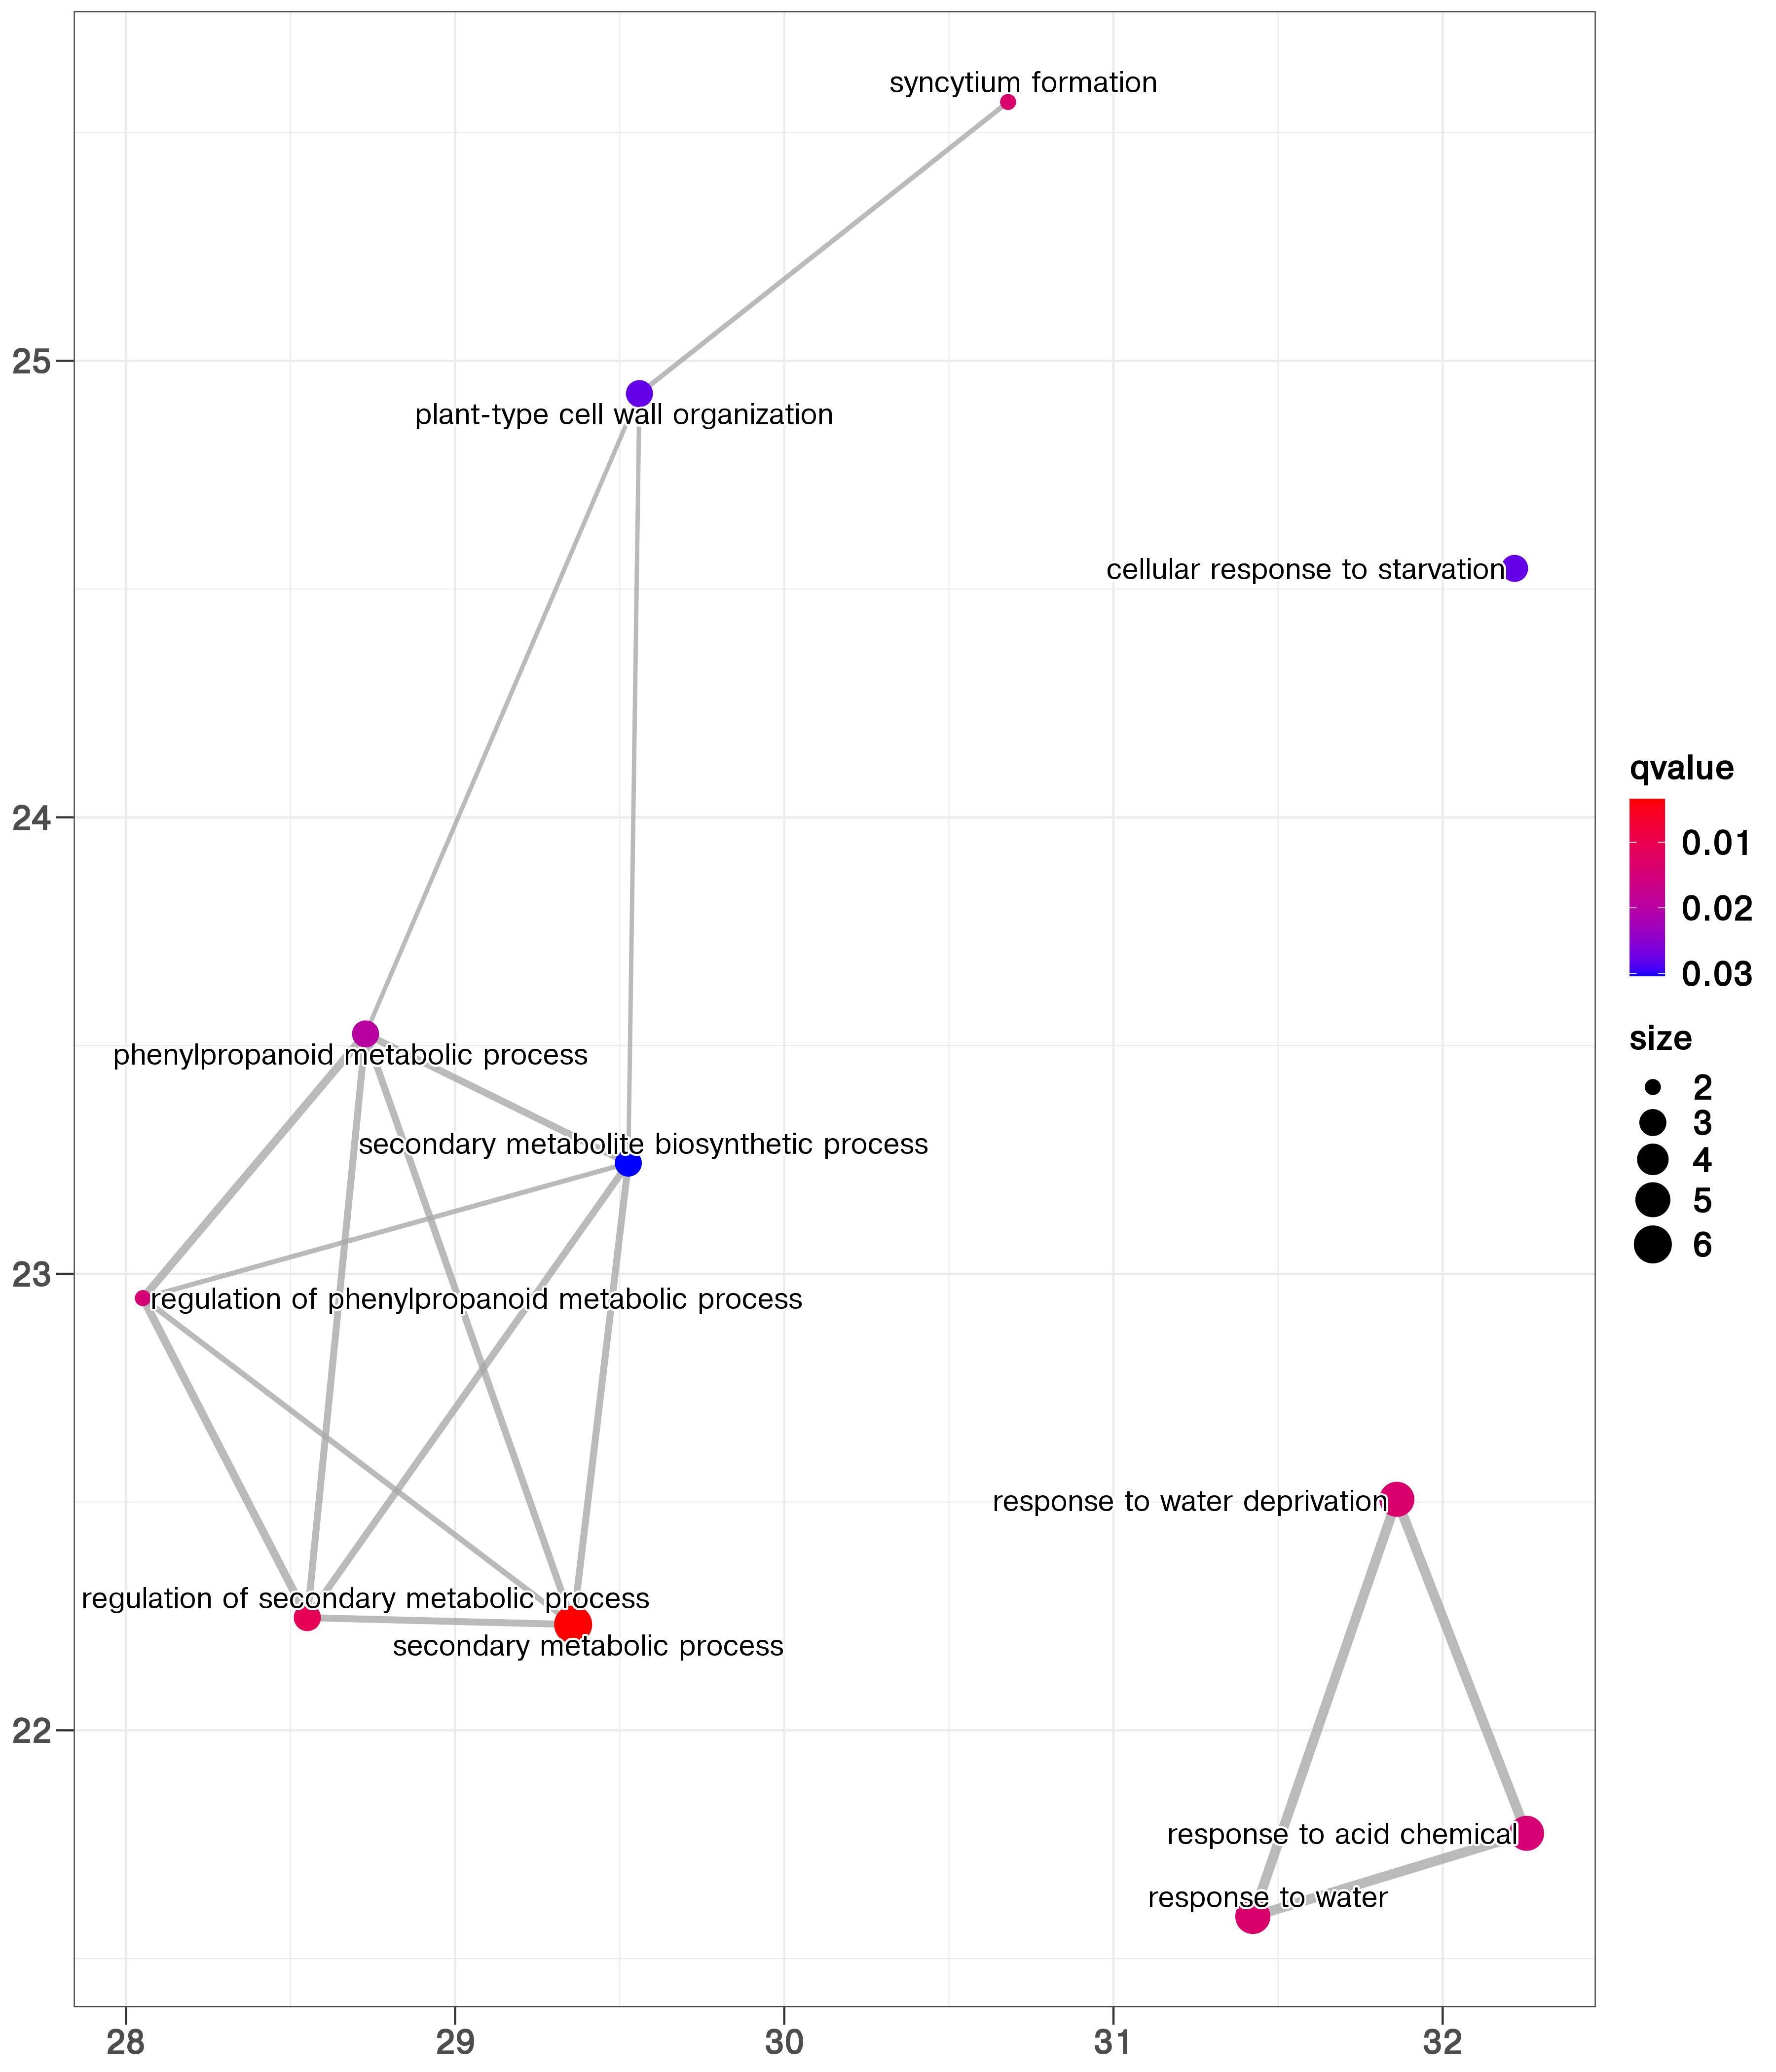 syncytium formation
25
plant-type cell wall organization
cellular response to starvation
qvalue
0.01
0.02
0.03
24
size
2
3
4
5
6
phenylpropanoid metabolic process
secondary metabolite biosynthetic process
23
regulation of phenylpropanoid metabolic process
response to water deprivation
regulation of secondary metabolic process
secondary metabolic process
22
response to acid chemical
response to water
28 29 30 31 32